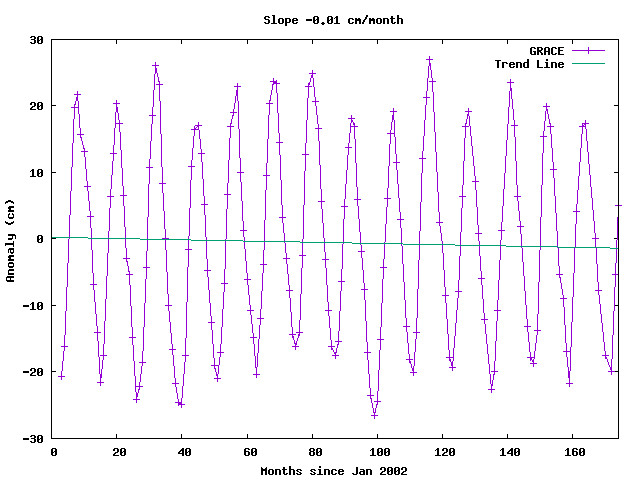 Slope -0.01 cm/month
GRACE
Trend Line
30
20
10
0
-10
-20
-30
Anomaly (cm)
0 20 40 60 80 100 120 140 160
Months since Jan 2002